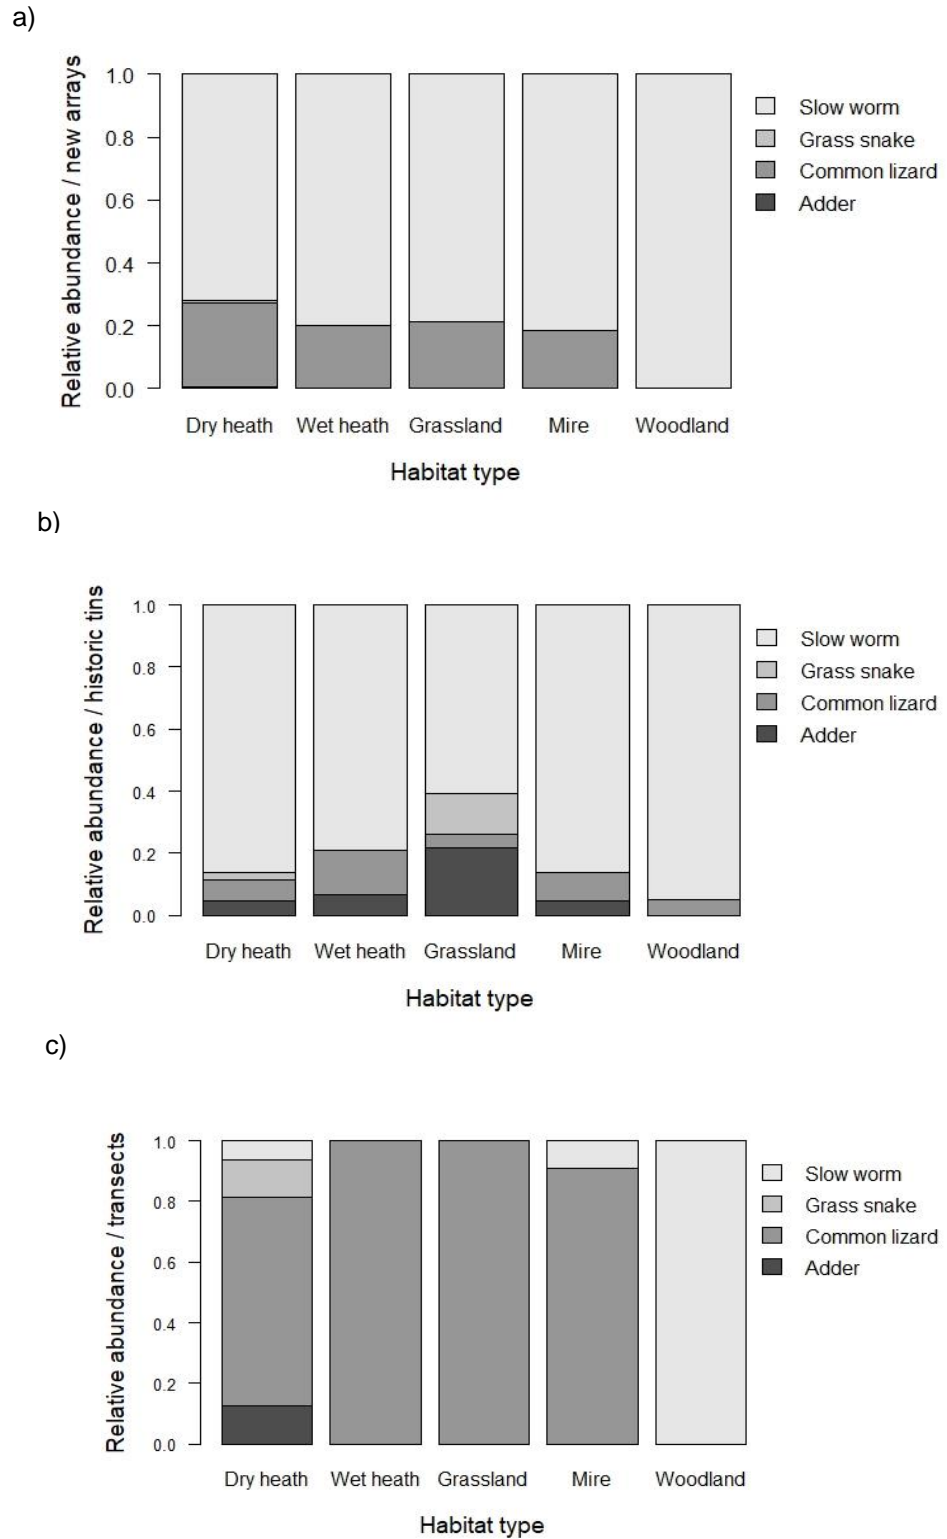 a)
Relative abundance / new arrays
1.0
0.8
0.6
0.4
0.2
0.0
Slow worm
Grass snake
Common lizard
Adder
Dry heath Wet heath Grassland Mire Woodland
Habitat type
b)
Relative abundance / historic tins
1.0
0.8
0.6
0.4
0.2
0.0
Slow worm
Grass snake
Common lizard
Adder
Dry heath Wet heath Grassland Mire Woodland
Habitat type
c)
Relative abundance / transects
1.0
0.8
0.6
0.4
0.2
0.0
Slow worm
Grass snake
Common lizard
Adder
Dry heath Wet heath Grassland Mire Woodland
Habitat type